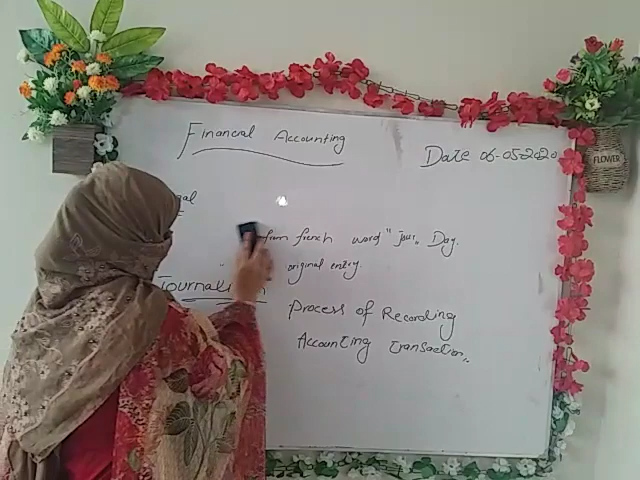 Financial Accounting
Date 06-05-2020
from french word "Jour" Day.
original entry.
Process of Recording
Accounting transaction.
FLOWER